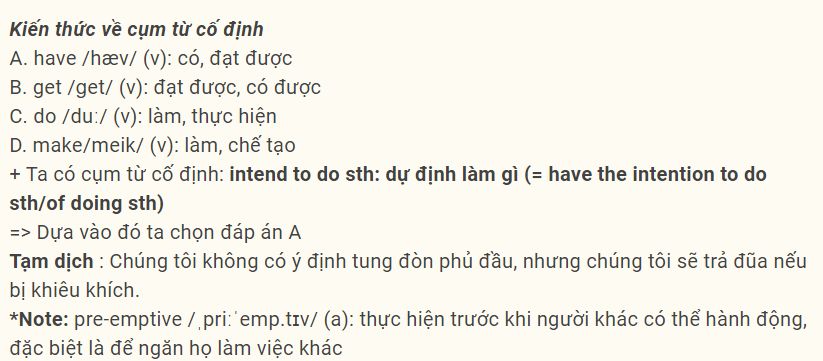 Kiến thức về cụm từ cố định
A. have /hæv/ (v): có, đạt được
B. get /get/ (v): đạt được, có được
C. do /duː/ (v): làm, thực hiện
D. make/meik/ (v): làm, chế tạo
+ Ta có cụm từ cố định: intend to do sth: dự định làm gì (= have the intention to do
sth/of doing sth)
=> Dựa vào đó ta chọn đáp án A
Tạm dịch : Chúng tôi không có ý định tung đòn phủ đầu, nhưng chúng tôi sẽ trả đũa nếu
bị khiêu khích.
*Note: pre-emptive /ˌpriːˈemp.tɪv/ (a): thực hiện trước khi người khác có thể hành động,
đặc biệt là để ngăn họ làm việc khác